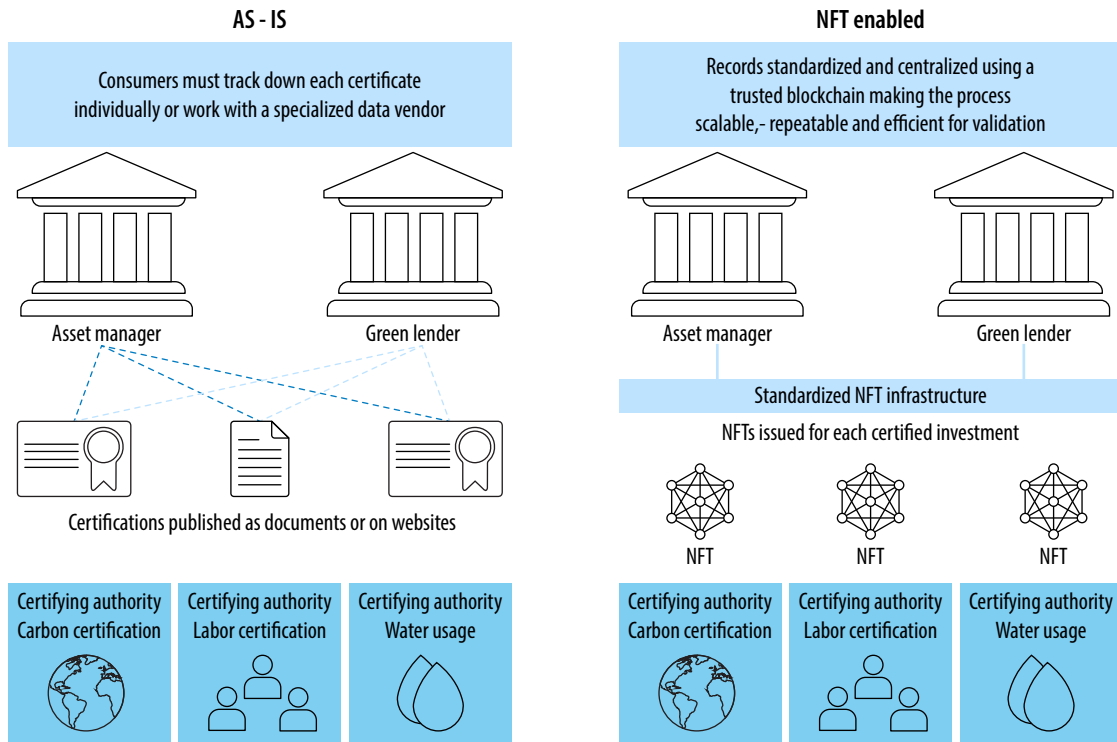 AS - IS
Consumers must track down each certificate
individually or work with a specialized data vendor
Asset manager
Green lender
Certifications published as documents or on websites
Certifying authority
Carbon certification
Certifying authority
Labor certification
Certifying authority
Water usage
NFT enabled
Records standardized and centralized using a
trusted blockchain making the process
scalable,- repeatable and efficient for validation
Asset manager
Green lender
Standardized NFT infrastructure
NFTs issued for each certified investment
NFT
NFT
NFT
Certifying authority
Carbon certification
Certifying authority
Labor certification
Certifying authority
Water usage